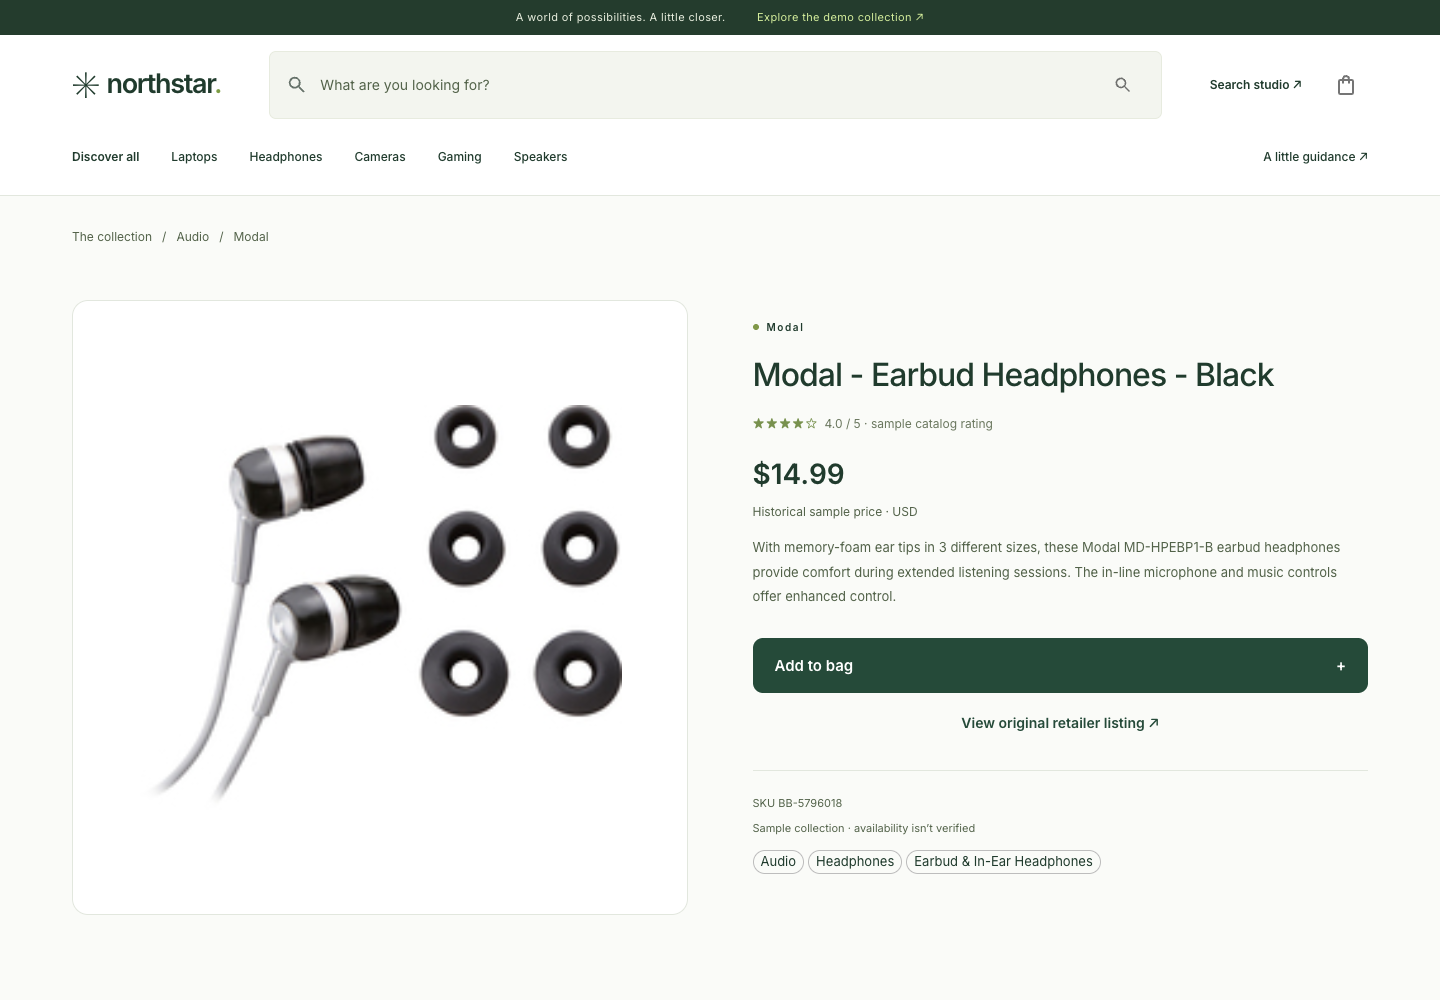 A world of possibilities. A little closer. Explore the demo collection ↗
northstar.
What are you looking for?
Search studio ↗
Discover all Laptops Headphones Cameras Gaming Speakers A little guidance ↗
The collection / Audio / Modal
Modal
Modal - Earbud Headphones - Black
★★★★☆ 4.0 / 5 · sample catalog rating
$14.99
Historical sample price · USD
With memory-foam ear tips in 3 different sizes, these Modal MD-HPEBP1-B earbud headphones
provide comfort during extended listening sessions. The in-line microphone and music controls
offer enhanced control.
Add to bag +
View original retailer listing ↗
SKU BB-5796018
Sample collection · availability isn't verified
Audio Headphones Earbud & In-Ear Headphones